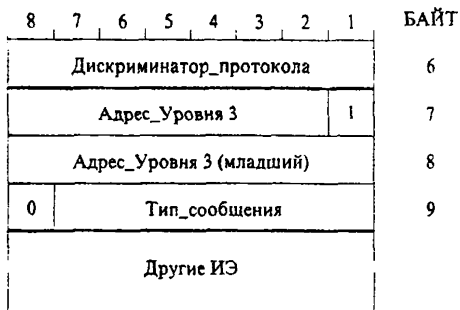 8 7 6 5 4 3 2 1 БАЙТ
Дискриминатор_протокола 6
Адрес_Уровня 3 1 7
Адрес_Уровня 3 (младший) 8
0 Тип_сообщения 9
Другие ИЭ